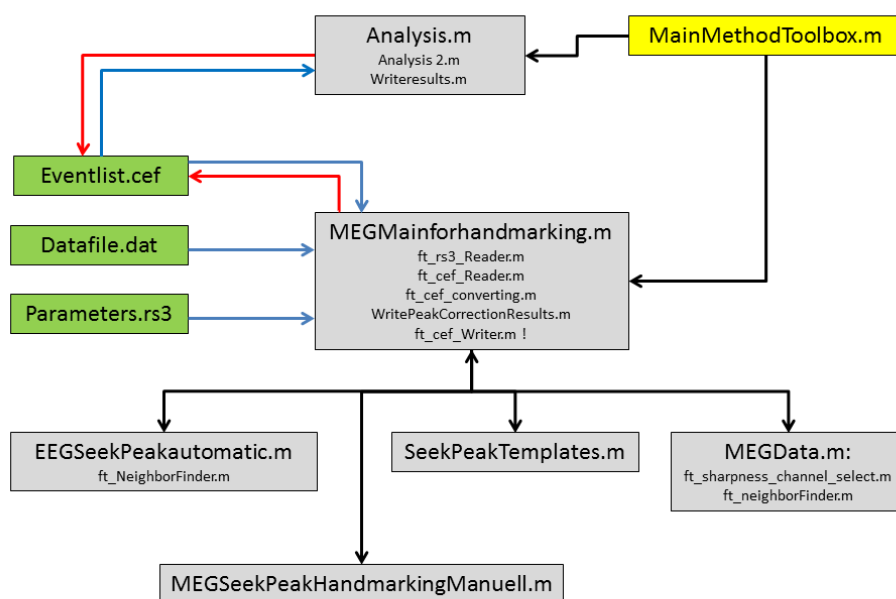 Analysis.m
Analysis 2.m
Writeresults.m
MainMethodToolbox.m
Eventlist.cef
Datafile.dat
Parameters.rs3
MEGMainforhandmarking.m
ft_rs3_Reader.m
ft_cef_Reader.m
ft_cef_converting.m
WritePeakCorrectionResults.m
ft_cef_Writer.m !
EEGSeekPeakautomatic.m
ft_NeighborFinder.m
SeekPeakTemplates.m
MEGData.m:
ft_sharpness_channel_select.m
ft_neighborFinder.m
MEGSeekPeakHandmarkingManuell.m